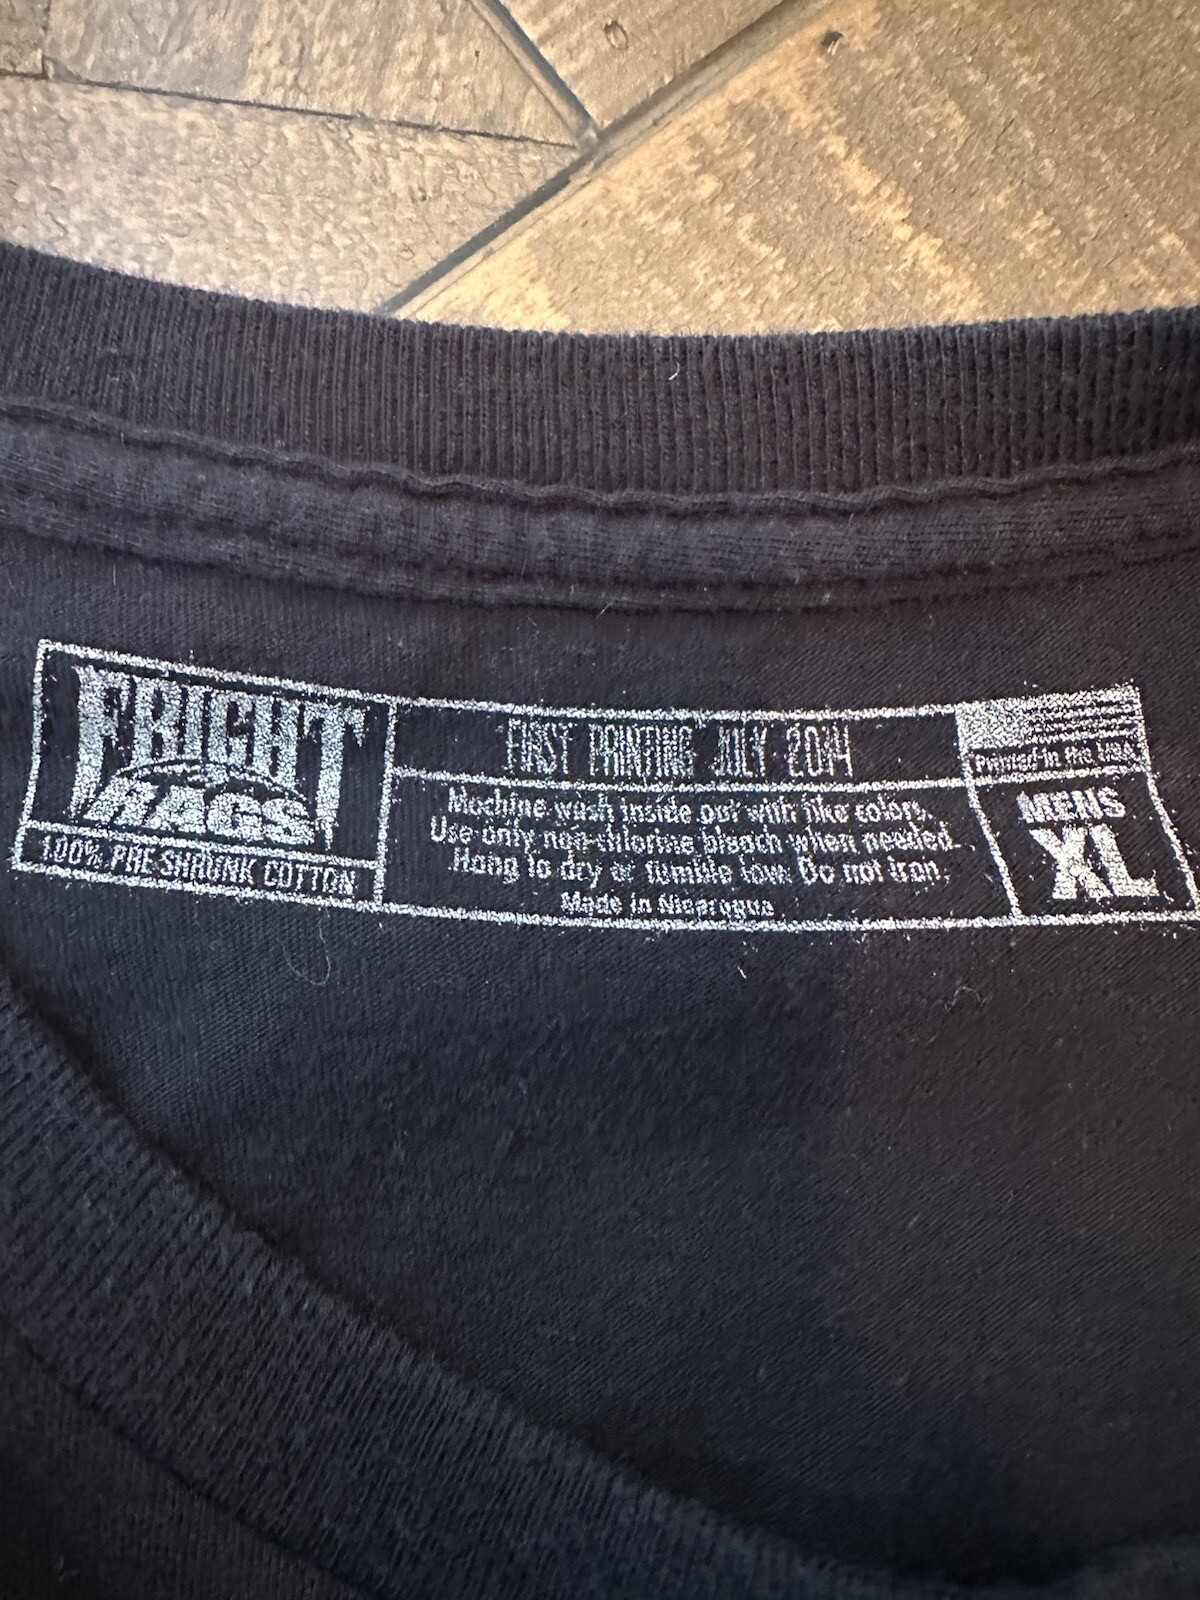 FRIGHT
RAGS
100% PRE SHRUNK COTTON
FIRST PRINTING JULY 2014
Machine wash inside out with like colors.
Use only non-chlorine bleach when needed.
Hang to dry or tumble low. Do not iron.
Made in Nicaragua
Printed in the USA
MENS
XL